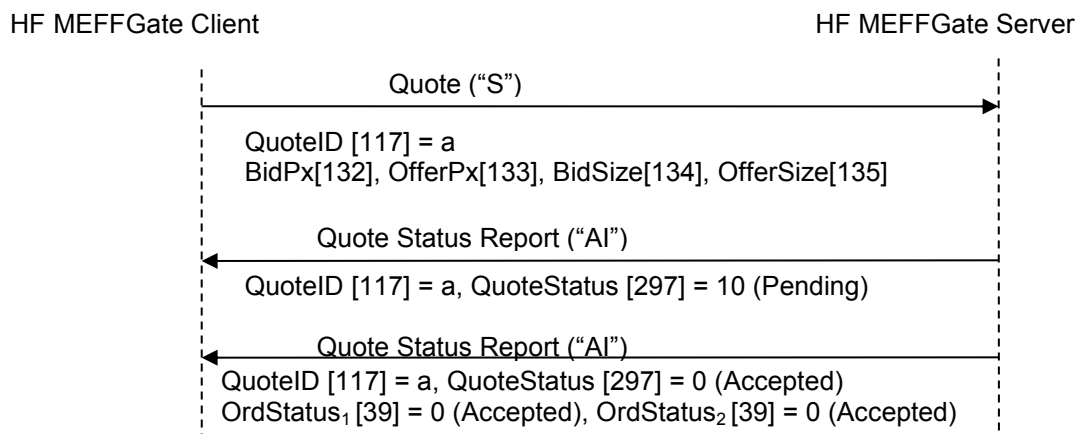 HF MEFFGate Client HF MEFFGate Server
Quote (“S”)
QuoteID [117] = a
BidPx[132], OfferPx[133], BidSize[134], OfferSize[135]
Quote Status Report (“AI”)
QuoteID [117] = a, QuoteStatus [297] = 10 (Pending)
Quote Status Report (“AI”)
QuoteID [117] = a, QuoteStatus [297] = 0 (Accepted)
OrdStatus₁ [39] = 0 (Accepted), OrdStatus₂ [39] = 0 (Accepted)